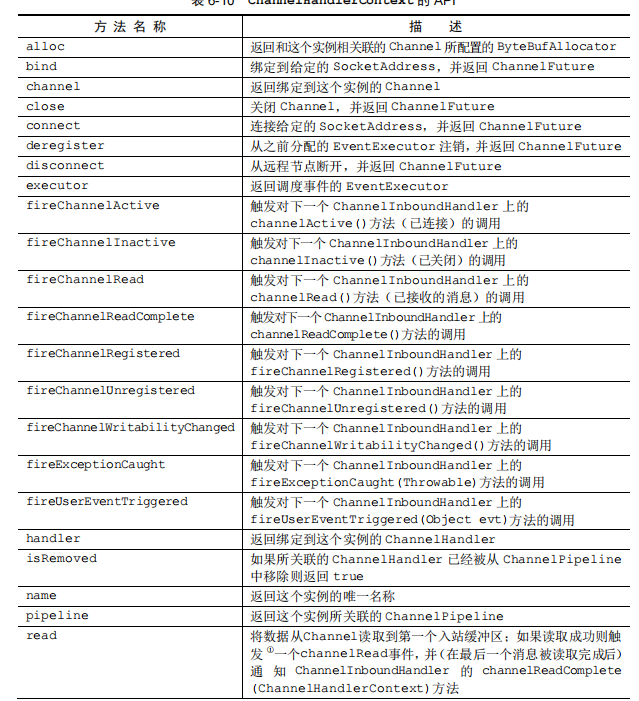 表 6-10 ChannelHandlerContext 的 API
方 法 名 称 描 述
alloc 返回和这个实例相关联的 Channel 所配置的 ByteBufAllocator
bind 绑定到给定的 SocketAddress，并返回 ChannelFuture
channel 返回绑定到这个实例的 Channel
close 关闭 Channel，并返回 ChannelFuture
connect 连接给定的 SocketAddress，并返回 ChannelFuture
deregister 从之前分配的 EventExecutor 注销，并返回 ChannelFuture
disconnect 从远程节点断开，并返回 ChannelFuture
executor 返回调度事件的 EventExecutor
fireChannelActive 触发对下一个 ChannelInboundHandler 上的
channelActive()方法（已连接）的调用
fireChannelInactive 触发对下一个 ChannelInboundHandler 上的
channelInactive()方法（已关闭）的调用
fireChannelRead 触发对下一个 ChannelInboundHandler 上的
channelRead()方法（已接收的消息）的调用
fireChannelReadComplete 触发对下一个 ChannelInboundHandler 上的
channelReadComplete()方法的调用
fireChannelRegistered 触发对下一个 ChannelInboundHandler 上的
fireChannelRegistered()方法的调用
fireChannelUnregistered 触发对下一个 ChannelInboundHandler 上的
fireChannelUnregistered()方法的调用
fireChannelWritabilityChanged 触发对下一个 ChannelInboundHandler 上的
fireChannelWritabilityChanged()方法的调用
fireExceptionCaught 触发对下一个 ChannelInboundHandler 上的
fireExceptionCaught(Throwable)方法的调用
fireUserEventTriggered 触发对下一个 ChannelInboundHandler 上的
fireUserEventTriggered(Object evt)方法的调用
handler 返回绑定到这个实例的 ChannelHandler
isRemoved 如果所关联的 ChannelHandler 已经被从 ChannelPipeline
中移除则返回 true
name 返回这个实例的唯一名称
pipeline 返回这个实例所关联的 ChannelPipeline
read 将数据从Channel读取到第一个入站缓冲区；如果读取成功则触
发①一个channelRead事件，并（在最后一个消息被读取完成后）
通知 ChannelInboundHandler 的 channelReadComplete
(ChannelHandlerContext)方法